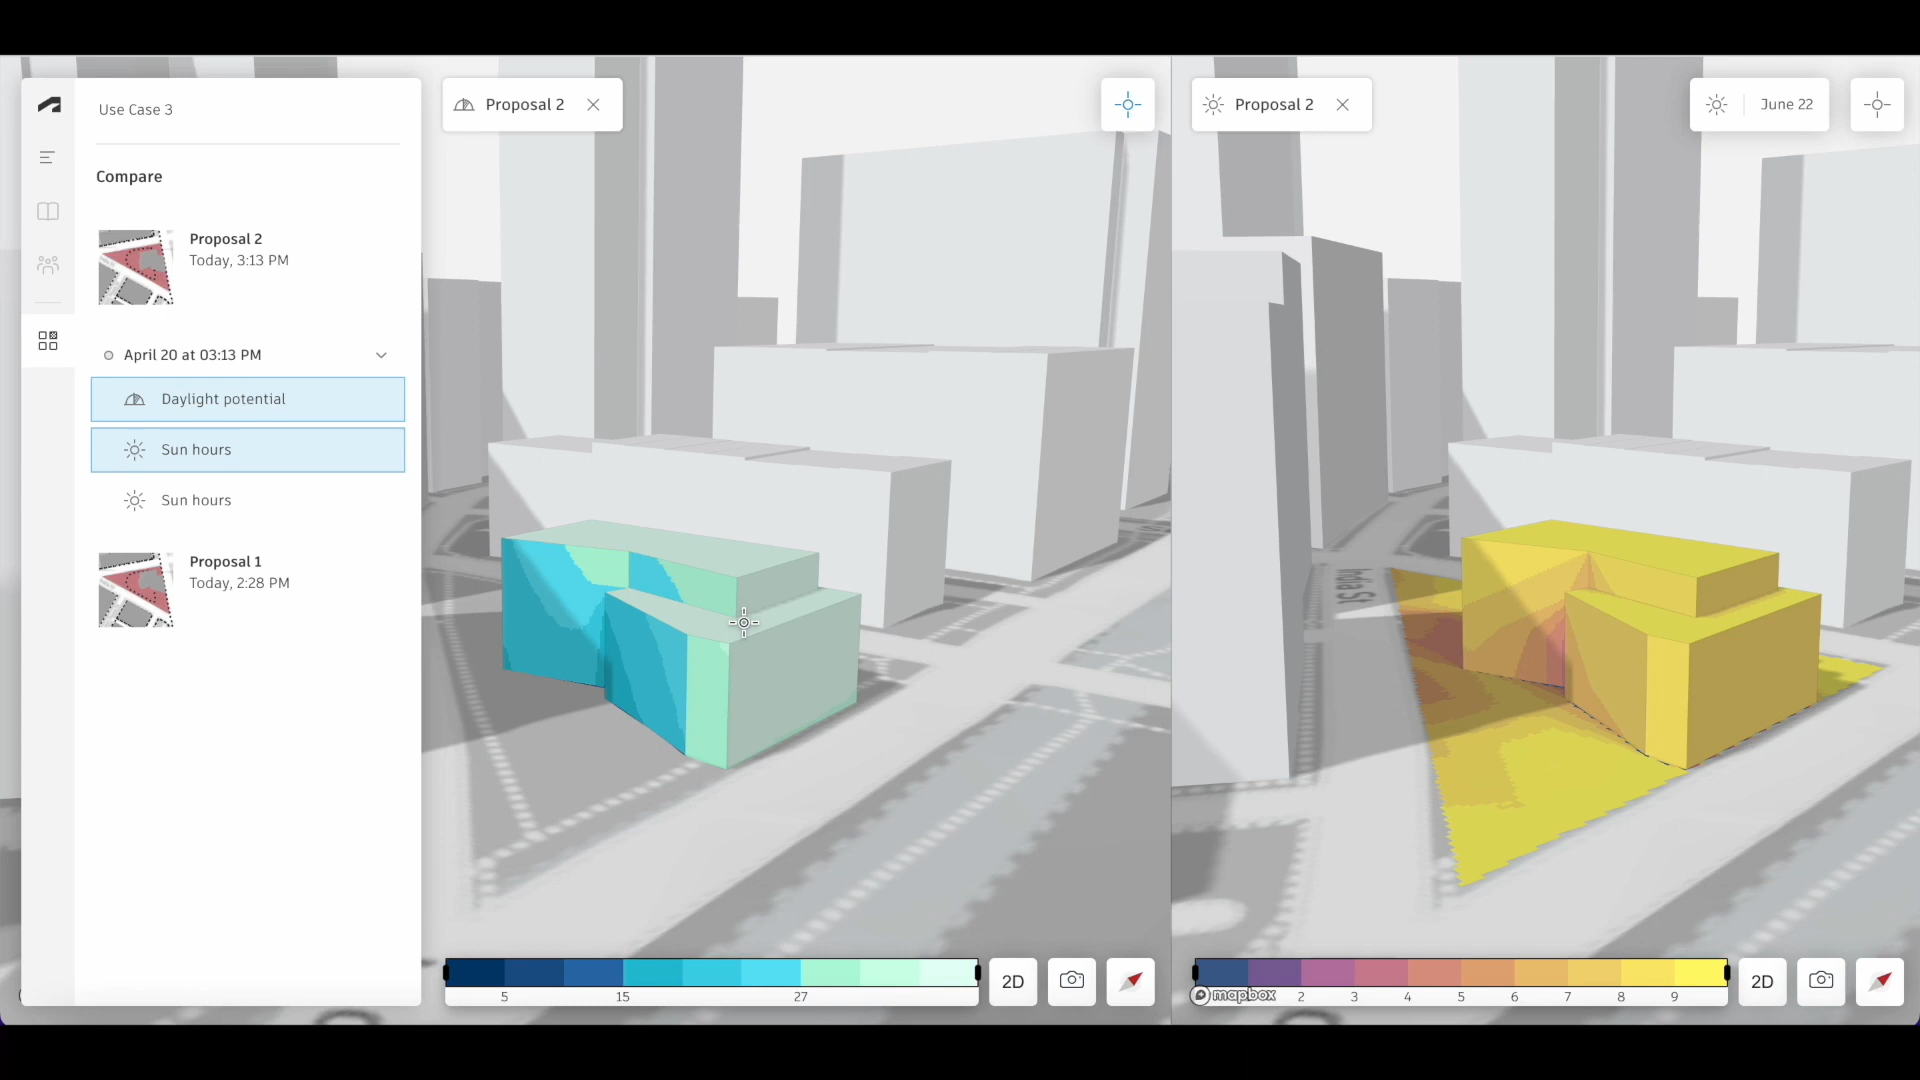 Use Case 3
Compare
Proposal 2
Today, 3:13 PM
April 20 at 03:13 PM
Daylight potential
Sun hours
Sun hours
Proposal 1
Today, 2:28 PM
Proposal 2
5 15 27
2D
Proposal 2
June 22
India St
mapbox
2 3 4 5 6 7 8 9
2D